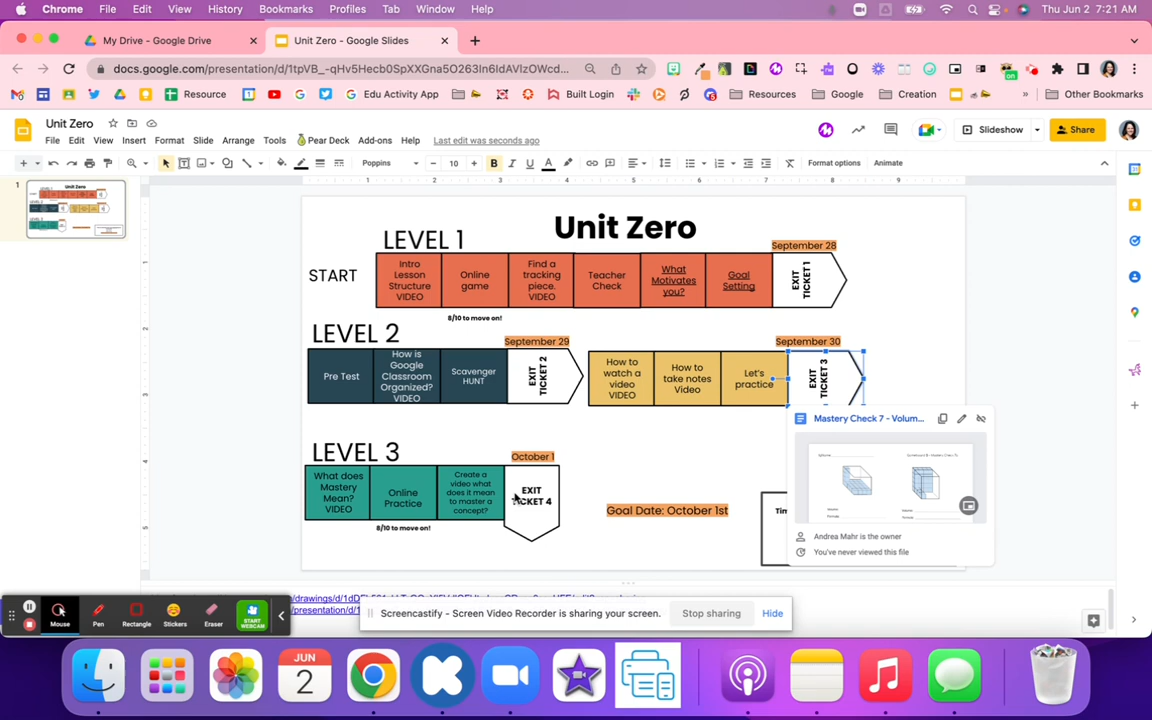 Chrome File Edit View History Bookmarks Profiles Tab Window Help
Thu Jun 2 7:21 AM
My Drive - Google Drive
Unit Zero - Google Slides
docs.google.com/presentation/d/1tpVB_-qHv5Hecb0SpXXGna5O263In6IdAVIzOWcd...
Resource
Edu Activity App
Built Login
Resources
Google
Creation
Other Bookmarks
Unit Zero
File Edit View Insert Format Slide Arrange Tools Pear Deck Add-ons Help
Last edit was seconds ago
Slideshow
Share
Poppins
10
Format options
Animate
Unit Zero
LEVEL 1
September 28
START
Intro
Lesson
Structure
VIDEO
Online
game
Find a
tracking
piece.
VIDEO
Teacher
Check
What
Motivates
you?
Goal
Setting
EXIT
TICKET 1
8/10 to move on!
LEVEL 2
September 29
September 30
Pre Test
How is
Google
Classroom
Organized?
VIDEO
Scavenger
HUNT
EXIT
TICKET 2
How to
watch a
video
VIDEO
How to
take notes
Video
Let's
practice
EXIT
TICKET 3
Mastery Check 7 - Volum...
Andrea Mahr is the owner
You've never viewed this file
LEVEL 3
October 1
What does
Mastery
Mean?
VIDEO
Online
Practice
Create a
video what
does it mean
to master a
concept?
EXIT
TICKET 4
8/10 to move on!
Goal Date: October 1st
Tim
Mouse
Pen
Rectangle
Stickers
Eraser
START
WEBCAM
Screencastify - Screen Video Recorder is sharing your screen.
Stop sharing
Hide
JUN
2